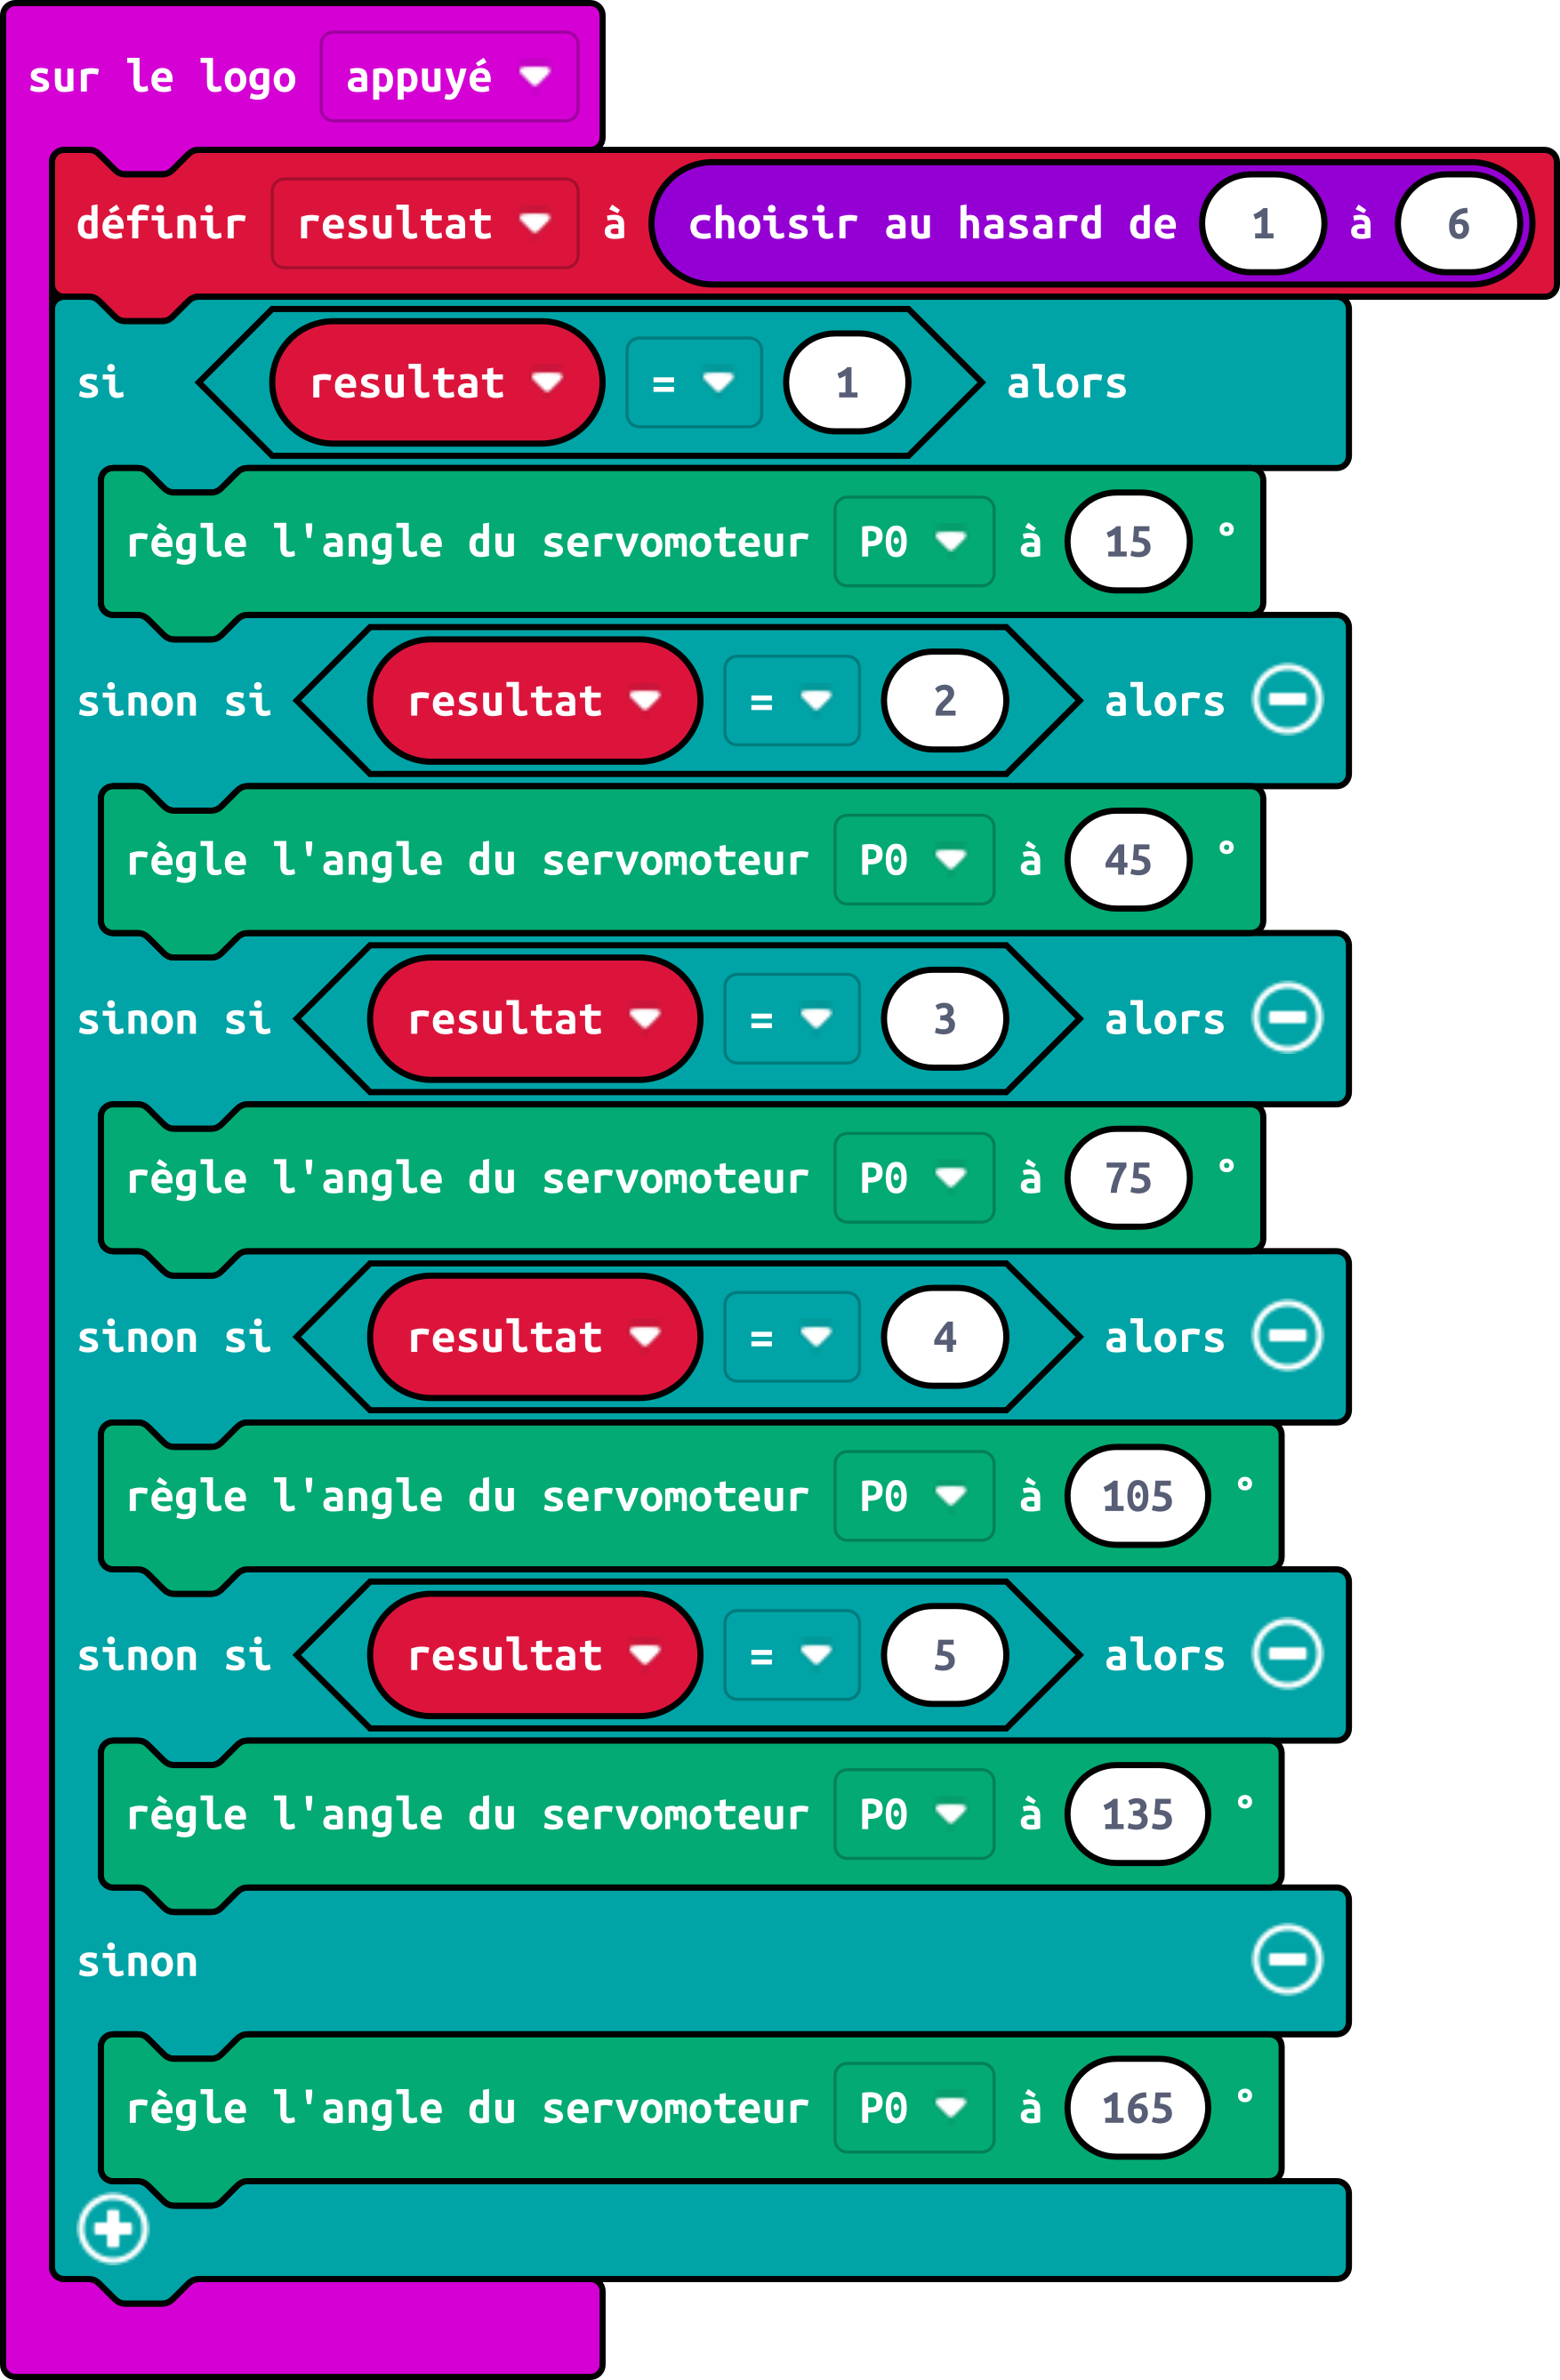 sur le logo appuyé
définir resultat à choisir au hasard de 1 à 6
si resultat = 1 alors
règle l'angle du servomoteur P0 à 15 °
sinon si resultat = 2 alors
règle l'angle du servomoteur P0 à 45 °
sinon si resultat = 3 alors
règle l'angle du servomoteur P0 à 75 °
sinon si resultat = 4 alors
règle l'angle du servomoteur P0 à 105 °
sinon si resultat = 5 alors
règle l'angle du servomoteur P0 à 135 °
sinon
règle l'angle du servomoteur P0 à 165 °